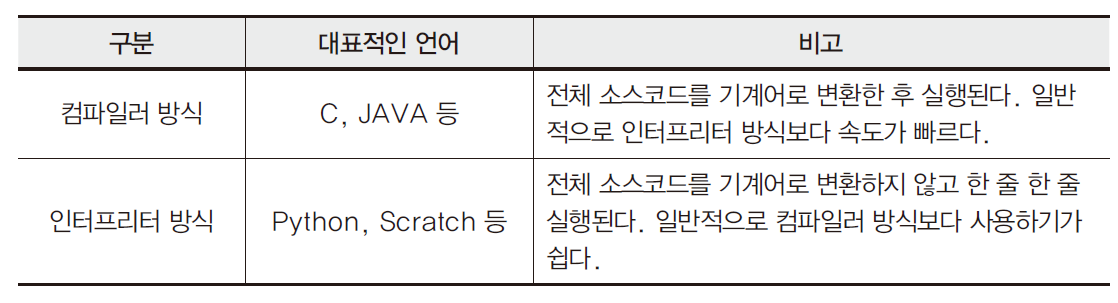 구분
대표적인 언어
비고
컴파일러 방식
C, JAVA 등
전체 소스코드를 기계어로 변환한 후 실행된다. 일반
적으로 인터프리터 방식보다 속도가 빠르다.
인터프리터 방식
Python, Scratch 등
전체 소스코드를 기계어로 변환하지 않고 한 줄 한 줄
실행된다. 일반적으로 컴파일러 방식보다 사용하기가
쉽다.